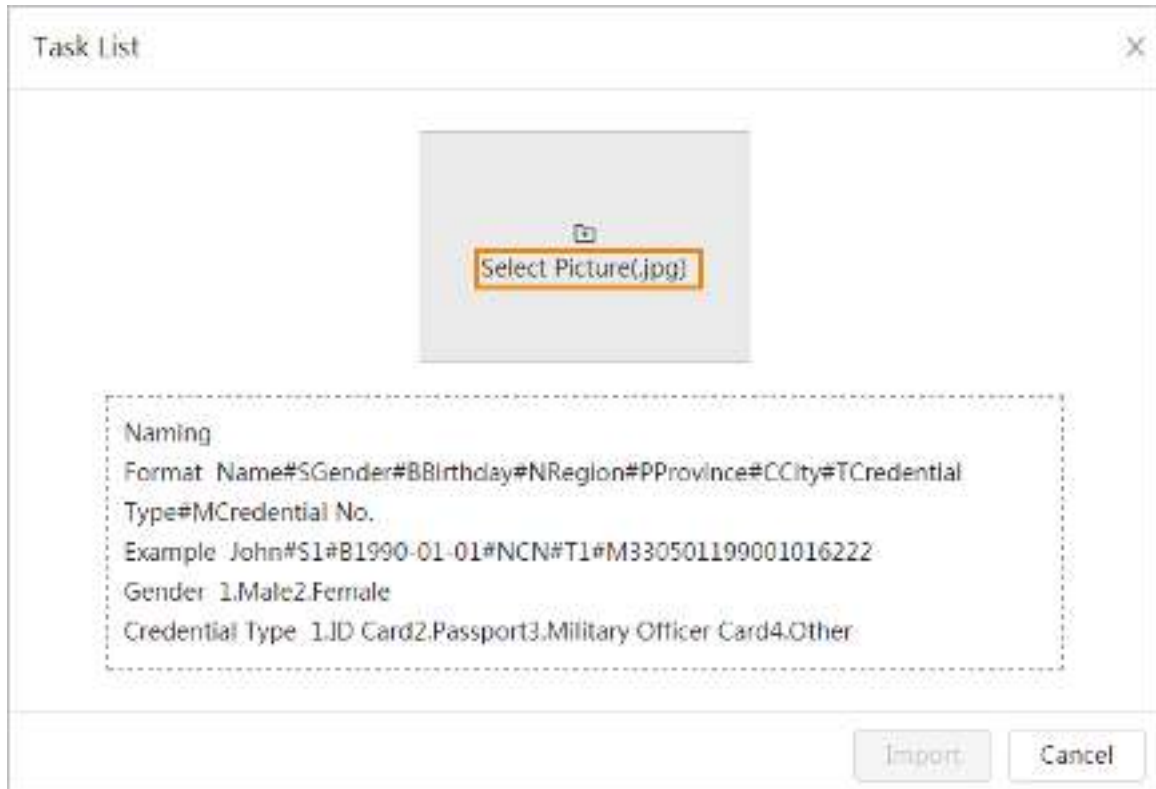 Task List
Select Picture(.jpg)
Naming
Format Name#SGender#BBirthday#NRegion#PProvince#CCity#TCredential
Type#MCredential No.
Example John#S1#B1990-01-01#NCN#T1#M330501199001016222
Gender 1.Male2.Female
Credential Type 1.ID Card2.Passport3.Military Officer Card4.Other
Import
Cancel